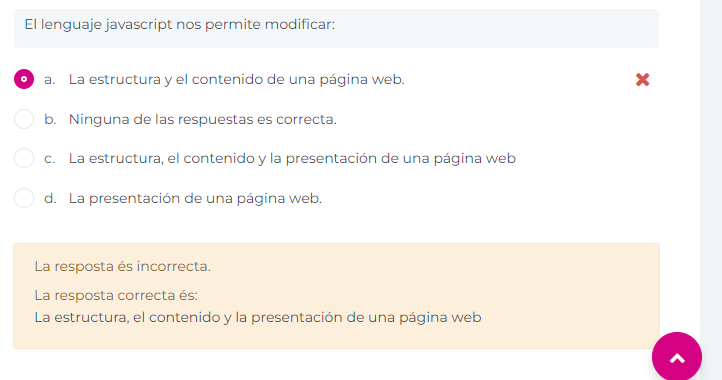 El lenguaje javascript nos permite modificar:
a. La estructura y el contenido de una página web.
b. Ninguna de las respuestas es correcta.
c. La estructura, el contenido y la presentación de una página web
d. La presentación de una página web.
La resposta és incorrecta.
La resposta correcta és:
La estructura, el contenido y la presentación de una página web